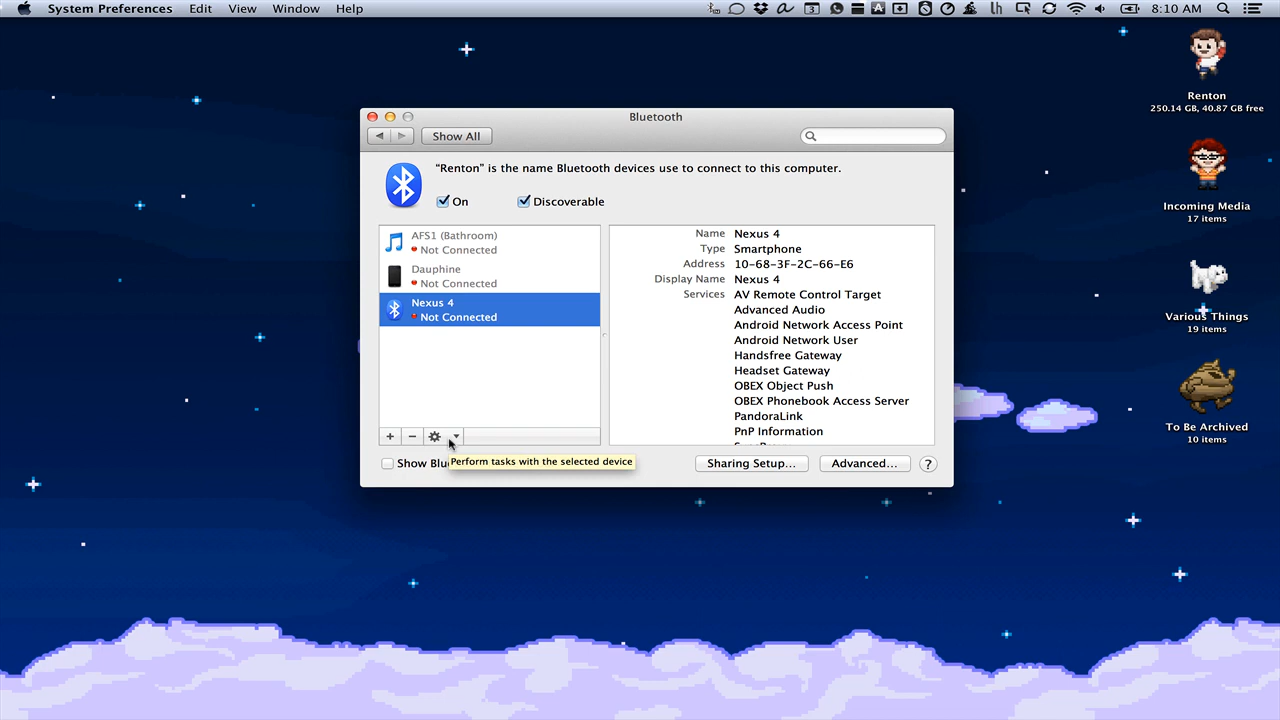 System Preferences Edit View Window Help
8:10 AM
Bluetooth
Show All
“Renton” is the name Bluetooth devices use to connect to this computer.
On Discoverable
AFS1 (Bathroom)
Not Connected
Dauphine
Not Connected
Nexus 4
Not Connected
Name Nexus 4
Type Smartphone
Address 10-68-3F-2C-66-E6
Display Name Nexus 4
Services AV Remote Control Target
Advanced Audio
Android Network Access Point
Android Network User
Handsfree Gateway
Headset Gateway
OBEX Object Push
OBEX Phonebook Access Server
PandoraLink
PnP Information
Show Blu
Perform tasks with the selected device
Sharing Setup...
Advanced...
?
Renton
250.14 GB, 40.87 GB free
Incoming Media
17 items
Various Things
19 items
To Be Archived
10 items